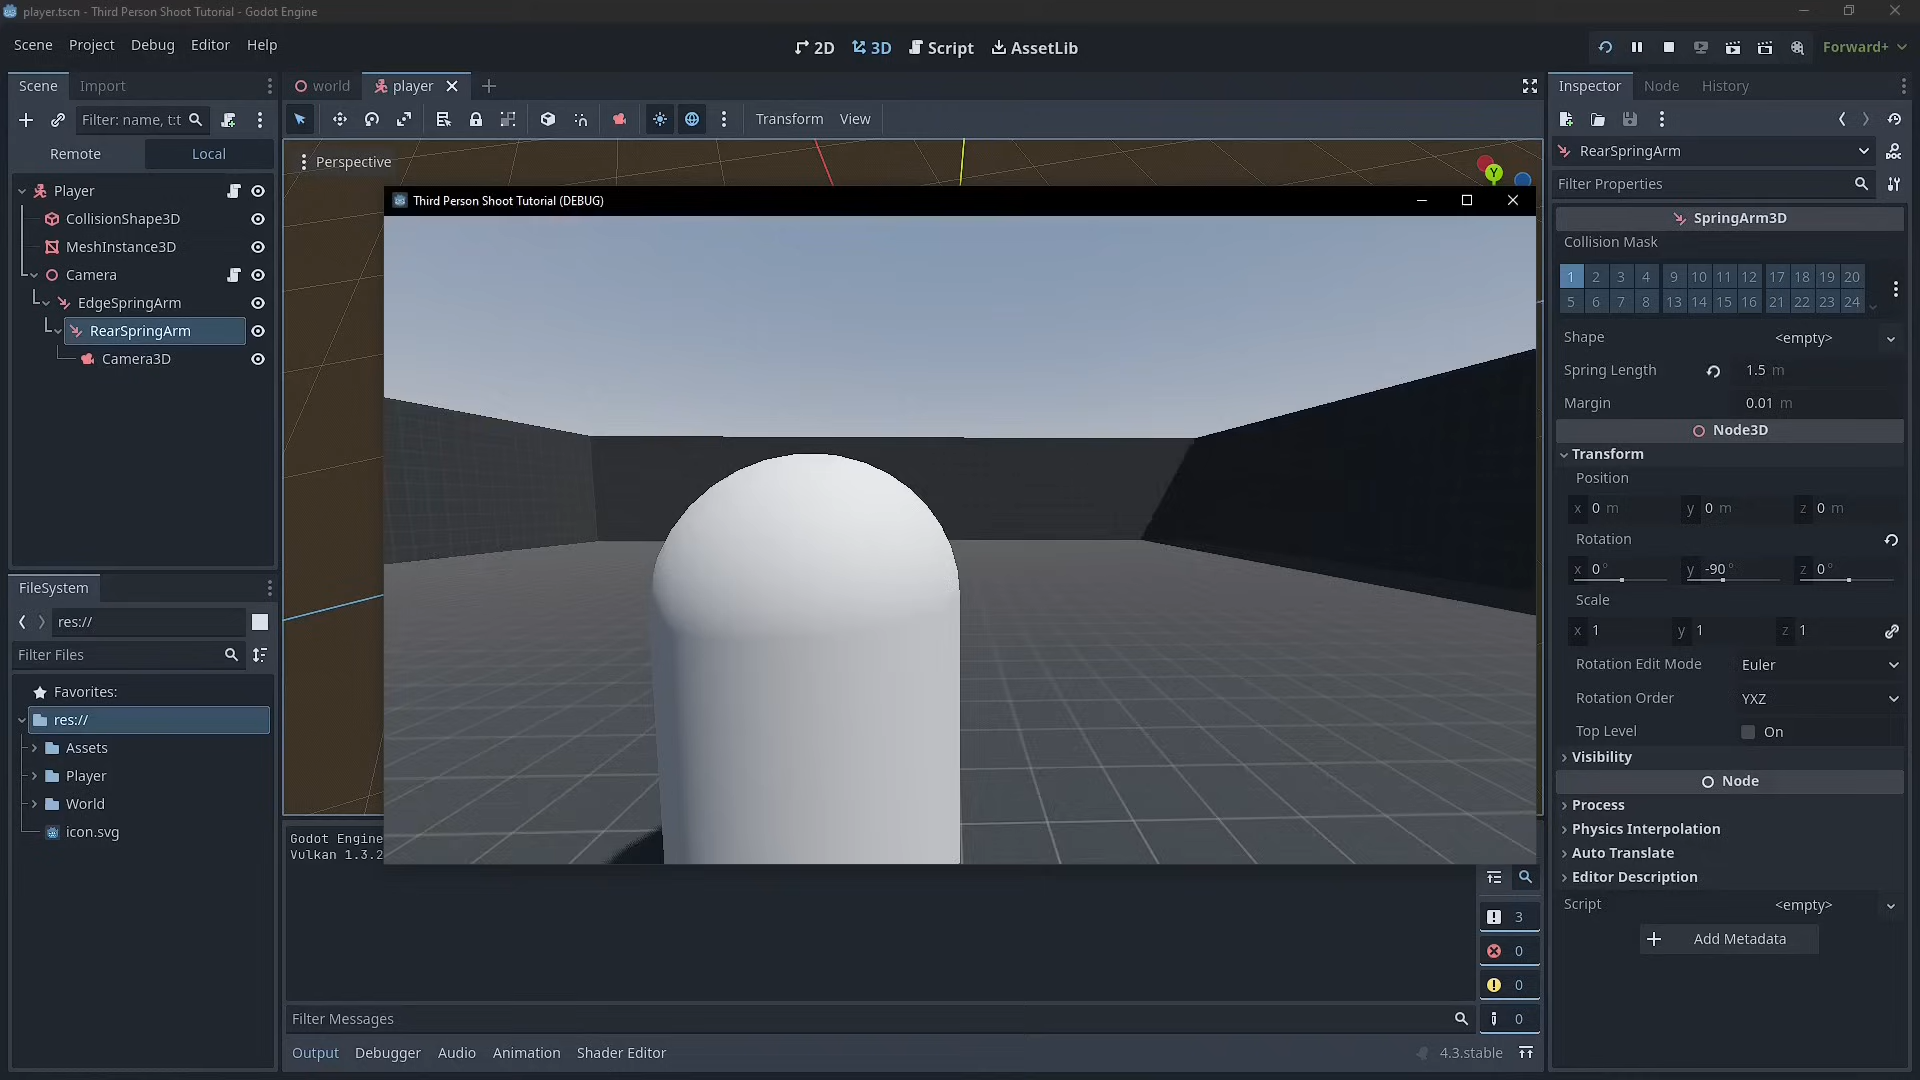 player.tscn - Third Person Shoot Tutorial - Godot Engine
Scene Project Debug Editor Help
2D 3D Script AssetLib
Forward+
Scene Import
world player
Inspector Node History
Filter: name, t:t
Transform View
Remote Local
Perspective
Y
RearSpringArm
Filter Properties
Player
CollisionShape3D
MeshInstance3D
Camera
EdgeSpringArm
RearSpringArm
Camera3D
Third Person Shoot Tutorial (DEBUG)
SpringArm3D
Collision Mask
1 2 3 4 9 10 11 12 17 18 19 20
5 6 7 8 13 14 15 16 21 22 23 24
Shape <empty>
Spring Length 1.5 m
Margin 0.01 m
Node3D
Transform
Position
x 0 m y 0 m z 0 m
Rotation
x 0° y -90° z 0°
Scale
x 1 y 1 z 1
Rotation Edit Mode Euler
Rotation Order YXZ
Top Level On
Visibility
Node
Process
Physics Interpolation
Auto Translate
Editor Description
Script <empty>
Add Metadata
FileSystem
res://
Filter Files
Favorites:
res://
Assets
Player
World
icon.svg
Godot Engine
Vulkan 1.3.2
3
0
0
0
Filter Messages
Output Debugger Audio Animation Shader Editor
4.3.stable